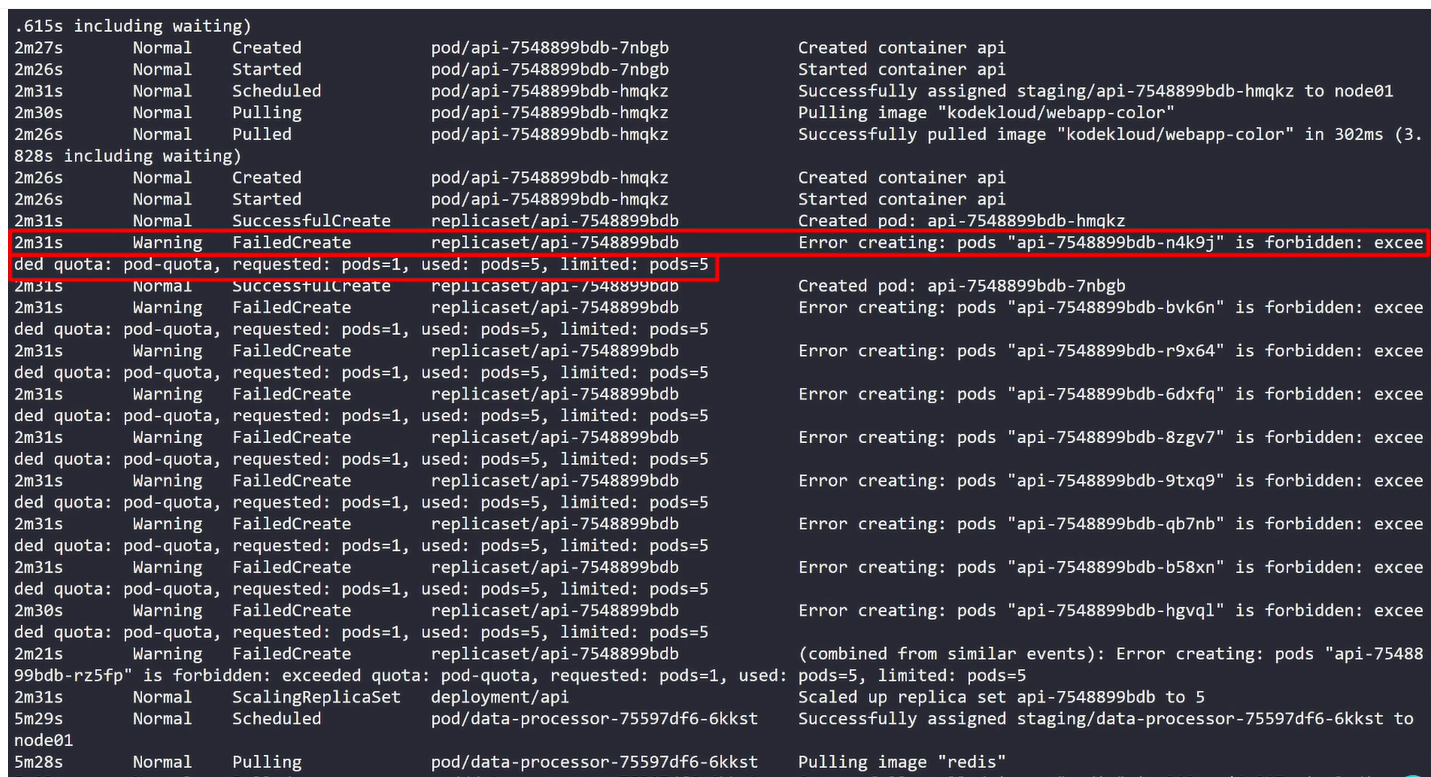 .615s including waiting)
2m27s       Normal    Created             pod/api-7548899bdb-7nbgb             Created container api
2m26s       Normal    Started             pod/api-7548899bdb-7nbgb             Started container api
2m31s       Normal    Scheduled           pod/api-7548899bdb-hmqkz             Successfully assigned staging/api-7548899bdb-hmqkz to node01
2m30s       Normal    Pulling             pod/api-7548899bdb-hmqkz             Pulling image "kodekloud/webapp-color"
2m26s       Normal    Pulled              pod/api-7548899bdb-hmqkz             Successfully pulled image "kodekloud/webapp-color" in 302ms (3.
828s including waiting)
2m26s       Normal    Created             pod/api-7548899bdb-hmqkz             Created container api
2m26s       Normal    Started             pod/api-7548899bdb-hmqkz             Started container api
2m31s       Normal    SuccessfulCreate    replicaset/api-7548899bdb            Created pod: api-7548899bdb-hmqkz
2m31s       Warning   FailedCreate        replicaset/api-7548899bdb            Error creating: pods "api-7548899bdb-n4k9j" is forbidden: excee
ded quota: pod-quota, requested: pods=1, used: pods=5, limited: pods=5
2m31s       Normal    SuccessfulCreate    replicaset/api-7548899bdb            Created pod: api-7548899bdb-7nbgb
2m31s       Warning   FailedCreate        replicaset/api-7548899bdb            Error creating: pods "api-7548899bdb-bvk6n" is forbidden: excee
ded quota: pod-quota, requested: pods=1, used: pods=5, limited: pods=5
2m31s       Warning   FailedCreate        replicaset/api-7548899bdb            Error creating: pods "api-7548899bdb-r9x64" is forbidden: excee
ded quota: pod-quota, requested: pods=1, used: pods=5, limited: pods=5
2m31s       Warning   FailedCreate        replicaset/api-7548899bdb            Error creating: pods "api-7548899bdb-6dxfq" is forbidden: excee
ded quota: pod-quota, requested: pods=1, used: pods=5, limited: pods=5
2m31s       Warning   FailedCreate        replicaset/api-7548899bdb            Error creating: pods "api-7548899bdb-8zgv7" is forbidden: excee
ded quota: pod-quota, requested: pods=1, used: pods=5, limited: pods=5
2m31s       Warning   FailedCreate        replicaset/api-7548899bdb            Error creating: pods "api-7548899bdb-9txq9" is forbidden: excee
ded quota: pod-quota, requested: pods=1, used: pods=5, limited: pods=5
2m31s       Warning   FailedCreate        replicaset/api-7548899bdb            Error creating: pods "api-7548899bdb-qb7nb" is forbidden: excee
ded quota: pod-quota, requested: pods=1, used: pods=5, limited: pods=5
2m31s       Warning   FailedCreate        replicaset/api-7548899bdb            Error creating: pods "api-7548899bdb-b58xn" is forbidden: excee
ded quota: pod-quota, requested: pods=1, used: pods=5, limited: pods=5
2m30s       Warning   FailedCreate        replicaset/api-7548899bdb            Error creating: pods "api-7548899bdb-hgvql" is forbidden: excee
ded quota: pod-quota, requested: pods=1, used: pods=5, limited: pods=5
2m21s       Warning   FailedCreate        replicaset/api-7548899bdb            (combined from similar events): Error creating: pods "api-75488
99bdb-rz5fp" is forbidden: exceeded quota: pod-quota, requested: pods=1, used: pods=5, limited: pods=5
2m31s       Normal    ScalingReplicaSet   deployment/api                       Scaled up replica set api-7548899bdb to 5
5m29s       Normal    Scheduled           pod/data-processor-75597df6-6kkst    Successfully assigned staging/data-processor-75597df6-6kkst to
node01
5m28s       Normal    Pulling             pod/data-processor-75597df6-6kkst    Pulling image "redis"